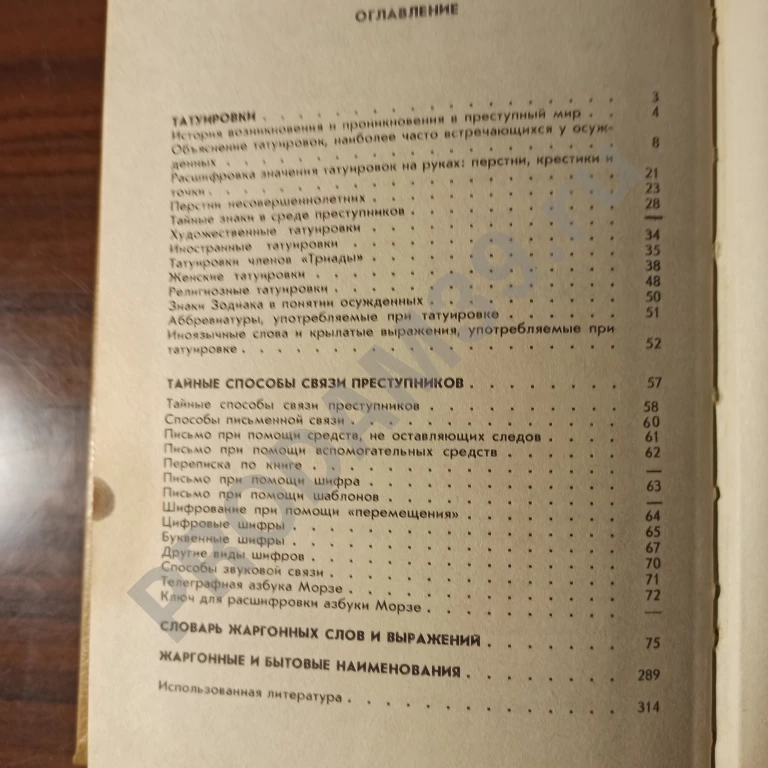 ОГЛАВЛЕНИЕ
ТАТУИРОВКИ . . . . . . . . . . . . . . . 3
История возникновения и проникновения в преступный мир . . 4
Объяснение татуировок, наиболее часто встречающихся у осуж-
денных . . . . . . . . . . . . . . . . 8
Расшифровка значения татуировок на руках: перстни, крестики и
точки . . . . . . . . . . . . . . . . 21
Перстни несовершеннолетних . . . . . . . . . . 23
Тайные знаки в среде преступников . . . . . . . . 28
Художественные татуировки . . . . . . . . . . —
Иностранные татуировки . . . . . . . . . . . 34
Татуировки членов «Триады» . . . . . . . . . . 35
Женские татуировки . . . . . . . . . . . . 38
Религиозные татуировки . . . . . . . . . . . 48
Знаки Зодиака в понятии осужденных . . . . . . . . 50
Аббревиатуры, употребляемые при татуировке . . . . . 51
Иноязычные слова и крылатые выражения, употребляемые при
татуировке . . . . . . . . . . . . . . . 52
ТАЙНЫЕ СПОСОБЫ СВЯЗИ ПРЕСТУПНИКОВ . . . . . . 57
Тайные способы связи преступников . . . . . . . . 58
Способы письменной связи . . . . . . . . . . 60
Письмо при помощи средств, не оставляющих следов . . . 61
Письмо при помощи вспомогательных средств . . . . . 62
Переписка по книге . . . . . . . . . . . . —
Письмо при помощи шифра . . . . . . . . . . 63
Письмо при помощи шаблонов . . . . . . . . . —
Шифрование при помощи «перемещения» . . . . . . 64
Цифровые шифры . . . . . . . . . . . . . 65
Буквенные шифры . . . . . . . . . . . . . 67
Другие виды шифров . . . . . . . . . . . . 70
Способы звуковой связи . . . . . . . . . . . 71
Телеграфная азбука Морзе . . . . . . . . . . 72
Ключ для расшифровки азбуки Морзе . . . . . . . —
СЛОВАРЬ ЖАРГОННЫХ СЛОВ И ВЫРАЖЕНИЙ . . . . . . 75
ЖАРГОННЫЕ И БЫТОВЫЕ НАИМЕНОВАНИЯ . . . . . . 289
Использованная литература . . . . . . . . . . 314
PRODAM39.ru